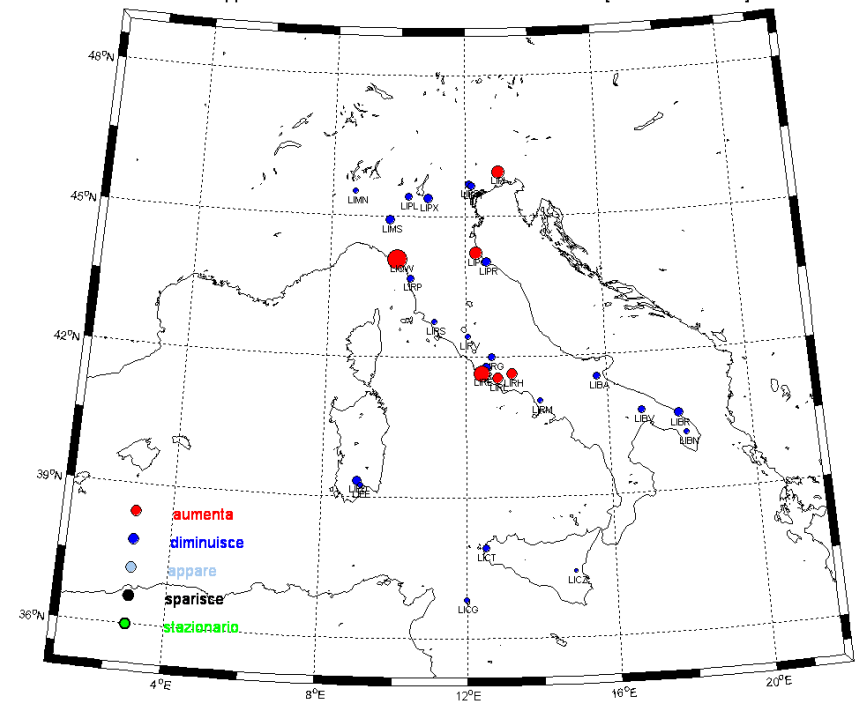 48°N
45°N
42°N
39°N
36°N
4°E
8°E
12°E
16°E
20°E
LIMN
LIPL
LIPX
LIMS
LIPR
LIRP
LIRS
LIRV
LIRH
LIRM
LIBA
LIBV
LIBR
LIBN
LICT
LICZ
LICG
aumenta
diminuisce
appare
sparisce
stazionario